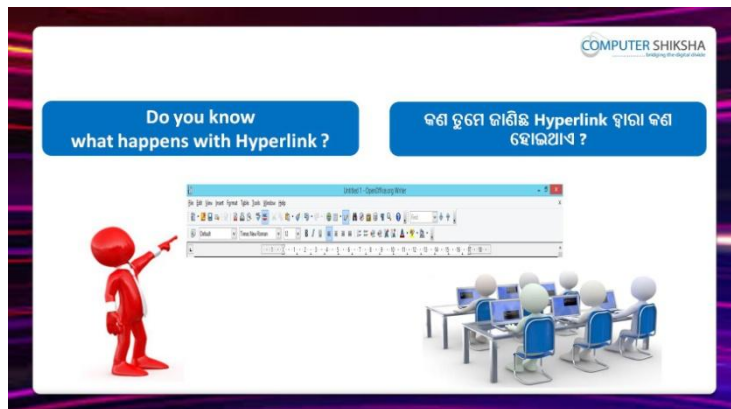 COMPUTER SHIKSHA
bridging the digital divide
Do you know
what happens with Hyperlink ?
କଣ ତୁମେ ଜାଣିଛ Hyperlink ଦ୍ୱାରା କଣ
ହୋଇଥାଏ ?
Untitled 1 - OpenOffice.org Writer
File Edit View Insert Format Table Tools Window Help
Default Times New Roman 12